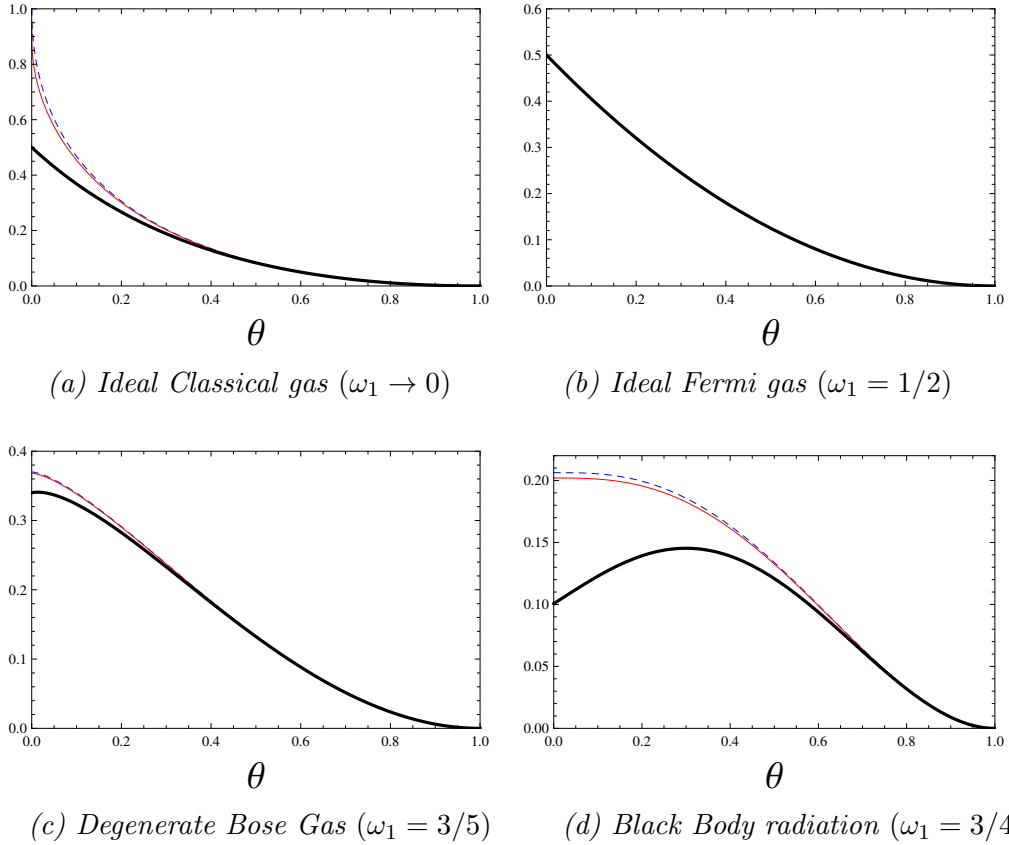 1.0
0.8
0.6
0.4
0.2
0.0
0.0 0.2 0.4 0.6 0.8 1.0
θ
(a) Ideal Classical gas (ω₁ → 0)
0.6
0.5
0.4
0.3
0.2
0.1
0.0
0.0 0.2 0.4 0.6 0.8 1.0
θ
(b) Ideal Fermi gas (ω₁ = 1/2)
0.4
0.3
0.2
0.1
0.0
0.0 0.2 0.4 0.6 0.8 1.0
θ
(c) Degenerate Bose Gas (ω₁ = 3/5)
0.20
0.15
0.10
0.05
0.00
0.0 0.2 0.4 0.6 0.8 1.0
θ
(d) Black Body radiation (ω₁ = 3/4